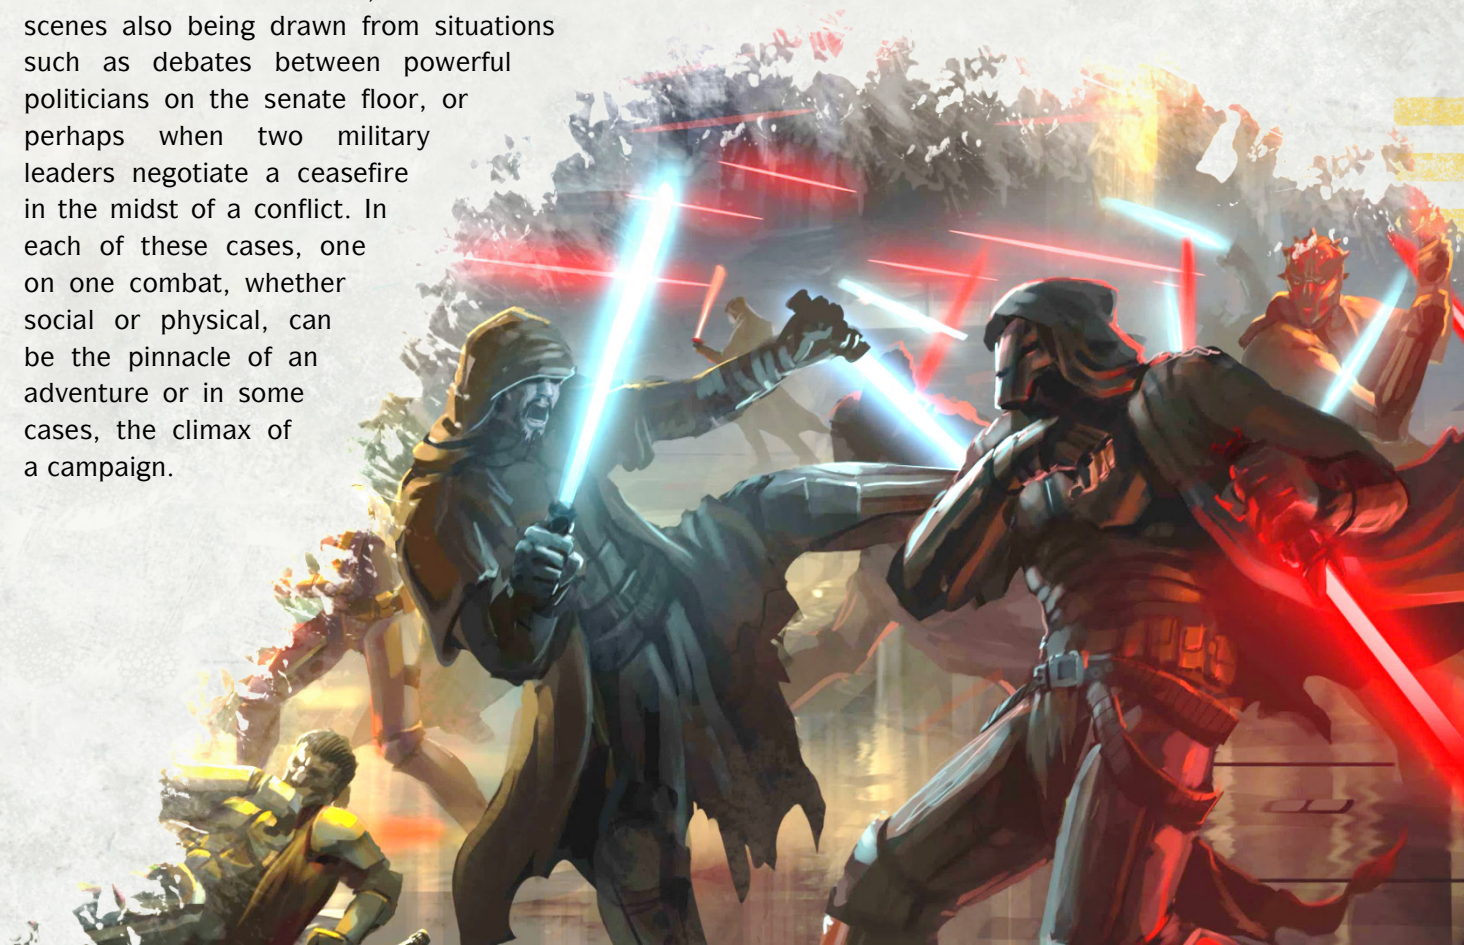 scenes also being drawn from situations
such as debates between powerful
politicians on the senate floor, or
perhaps when two military
leaders negotiate a ceasefire
in the midst of a conflict. In
each of these cases, one
on one combat, whether
social or physical, can
be the pinnacle of an
adventure or in some
cases, the climax of
a campaign.